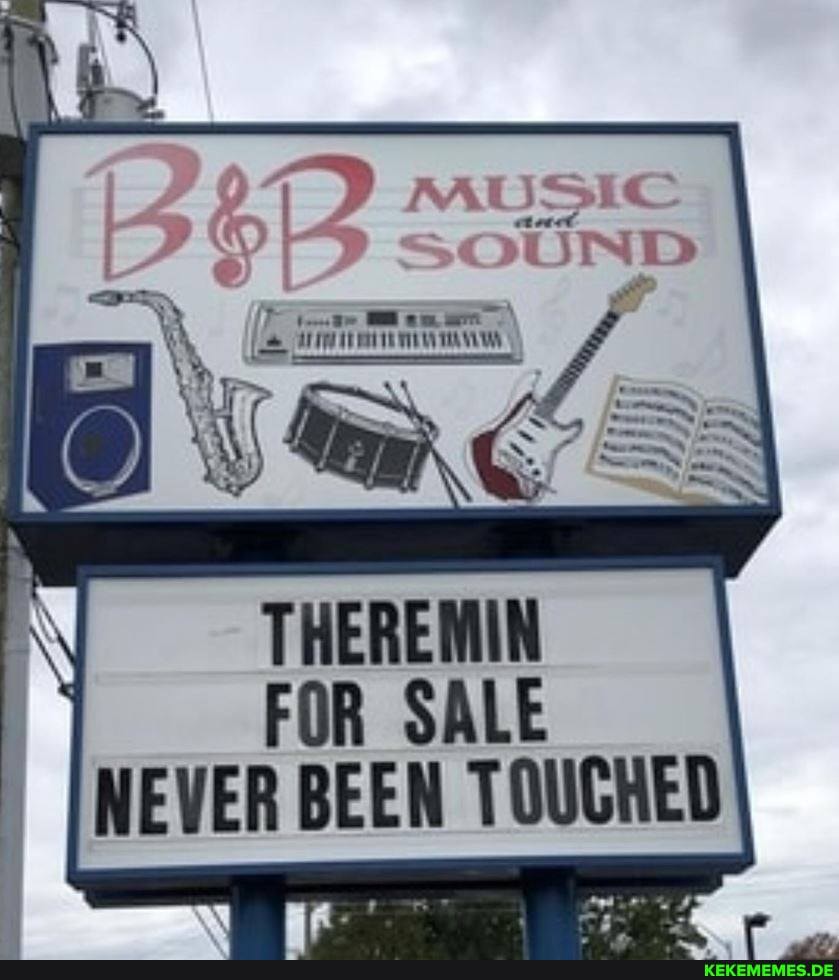 B&B MUSIC
and
SOUND
THEREMIN
FOR SALE
NEVER BEEN TOUCHED
KEKEMEMES.DE